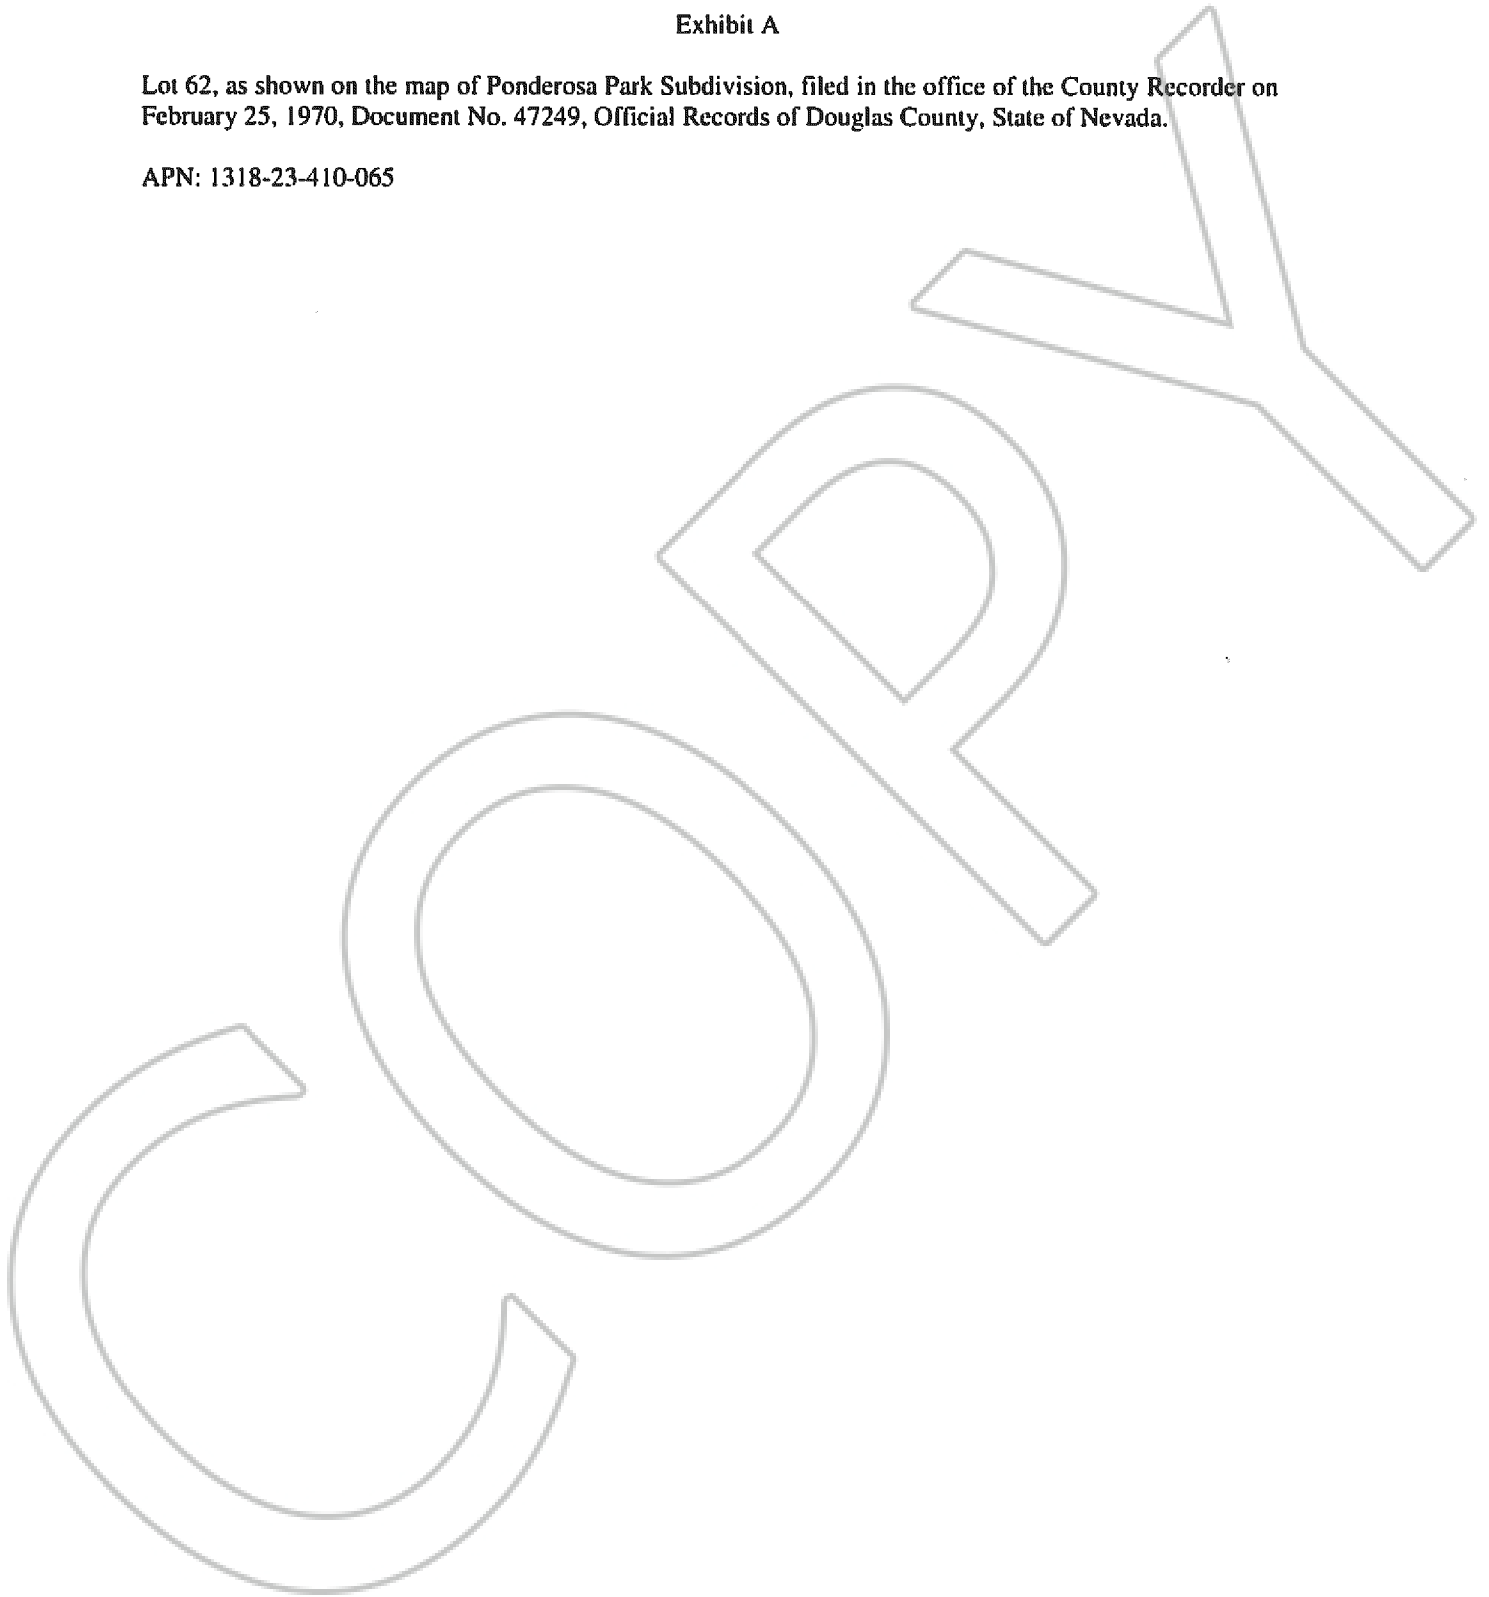 Exhibit A
Lot 62, as shown on the map of Ponderosa Park Subdivision, filed in the office of the County Recorder on
February 25, 1970, Document No. 47249, Official Records of Douglas County, State of Nevada.
APN: 1318-23-410-065
COPY